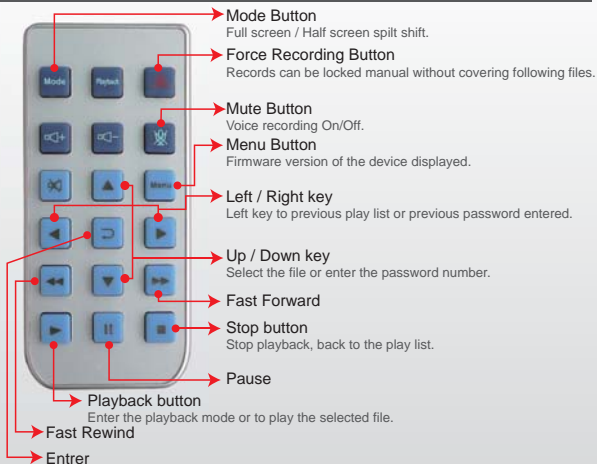 Mode Button
Full screen / Half screen spilt shift.
Force Recording Button
Records can be locked manual without covering following files.
Mute Button
Voice recording On/Off.
Menu Button
Firmware version of the device displayed.
Left / Right key
Left key to previous play list or previous password entered.
Up / Down key
Select the file or enter the password number.
Fast Forward
Stop button
Stop playback, back to the play list.
Pause
Playback button
Enter the playback mode or to play the selected file.
Fast Rewind
Entrer
Mode Playback
Menu